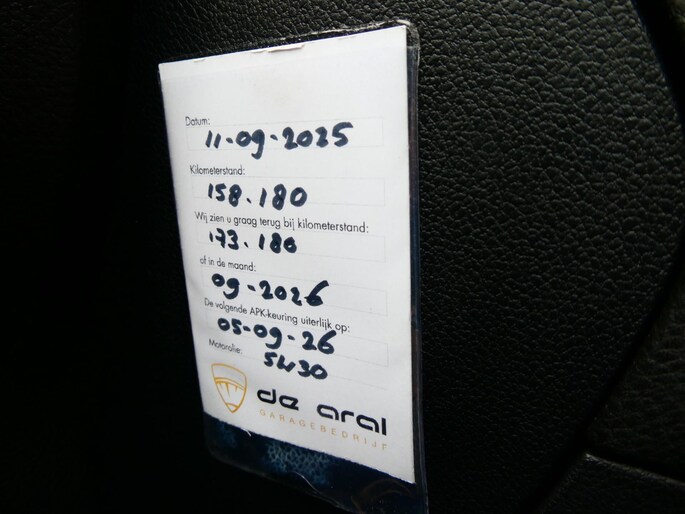 Datum:
11-09-2025
Kilometerstand:
158.180
Wij zien u graag terug bij kilometerstand:
173.180
of in de maand:
09-2026
De volgende APK-keuring uiterlijk op:
05-09-26
Motorolie: 5W30
de aral
GARAGEBEDRIJF